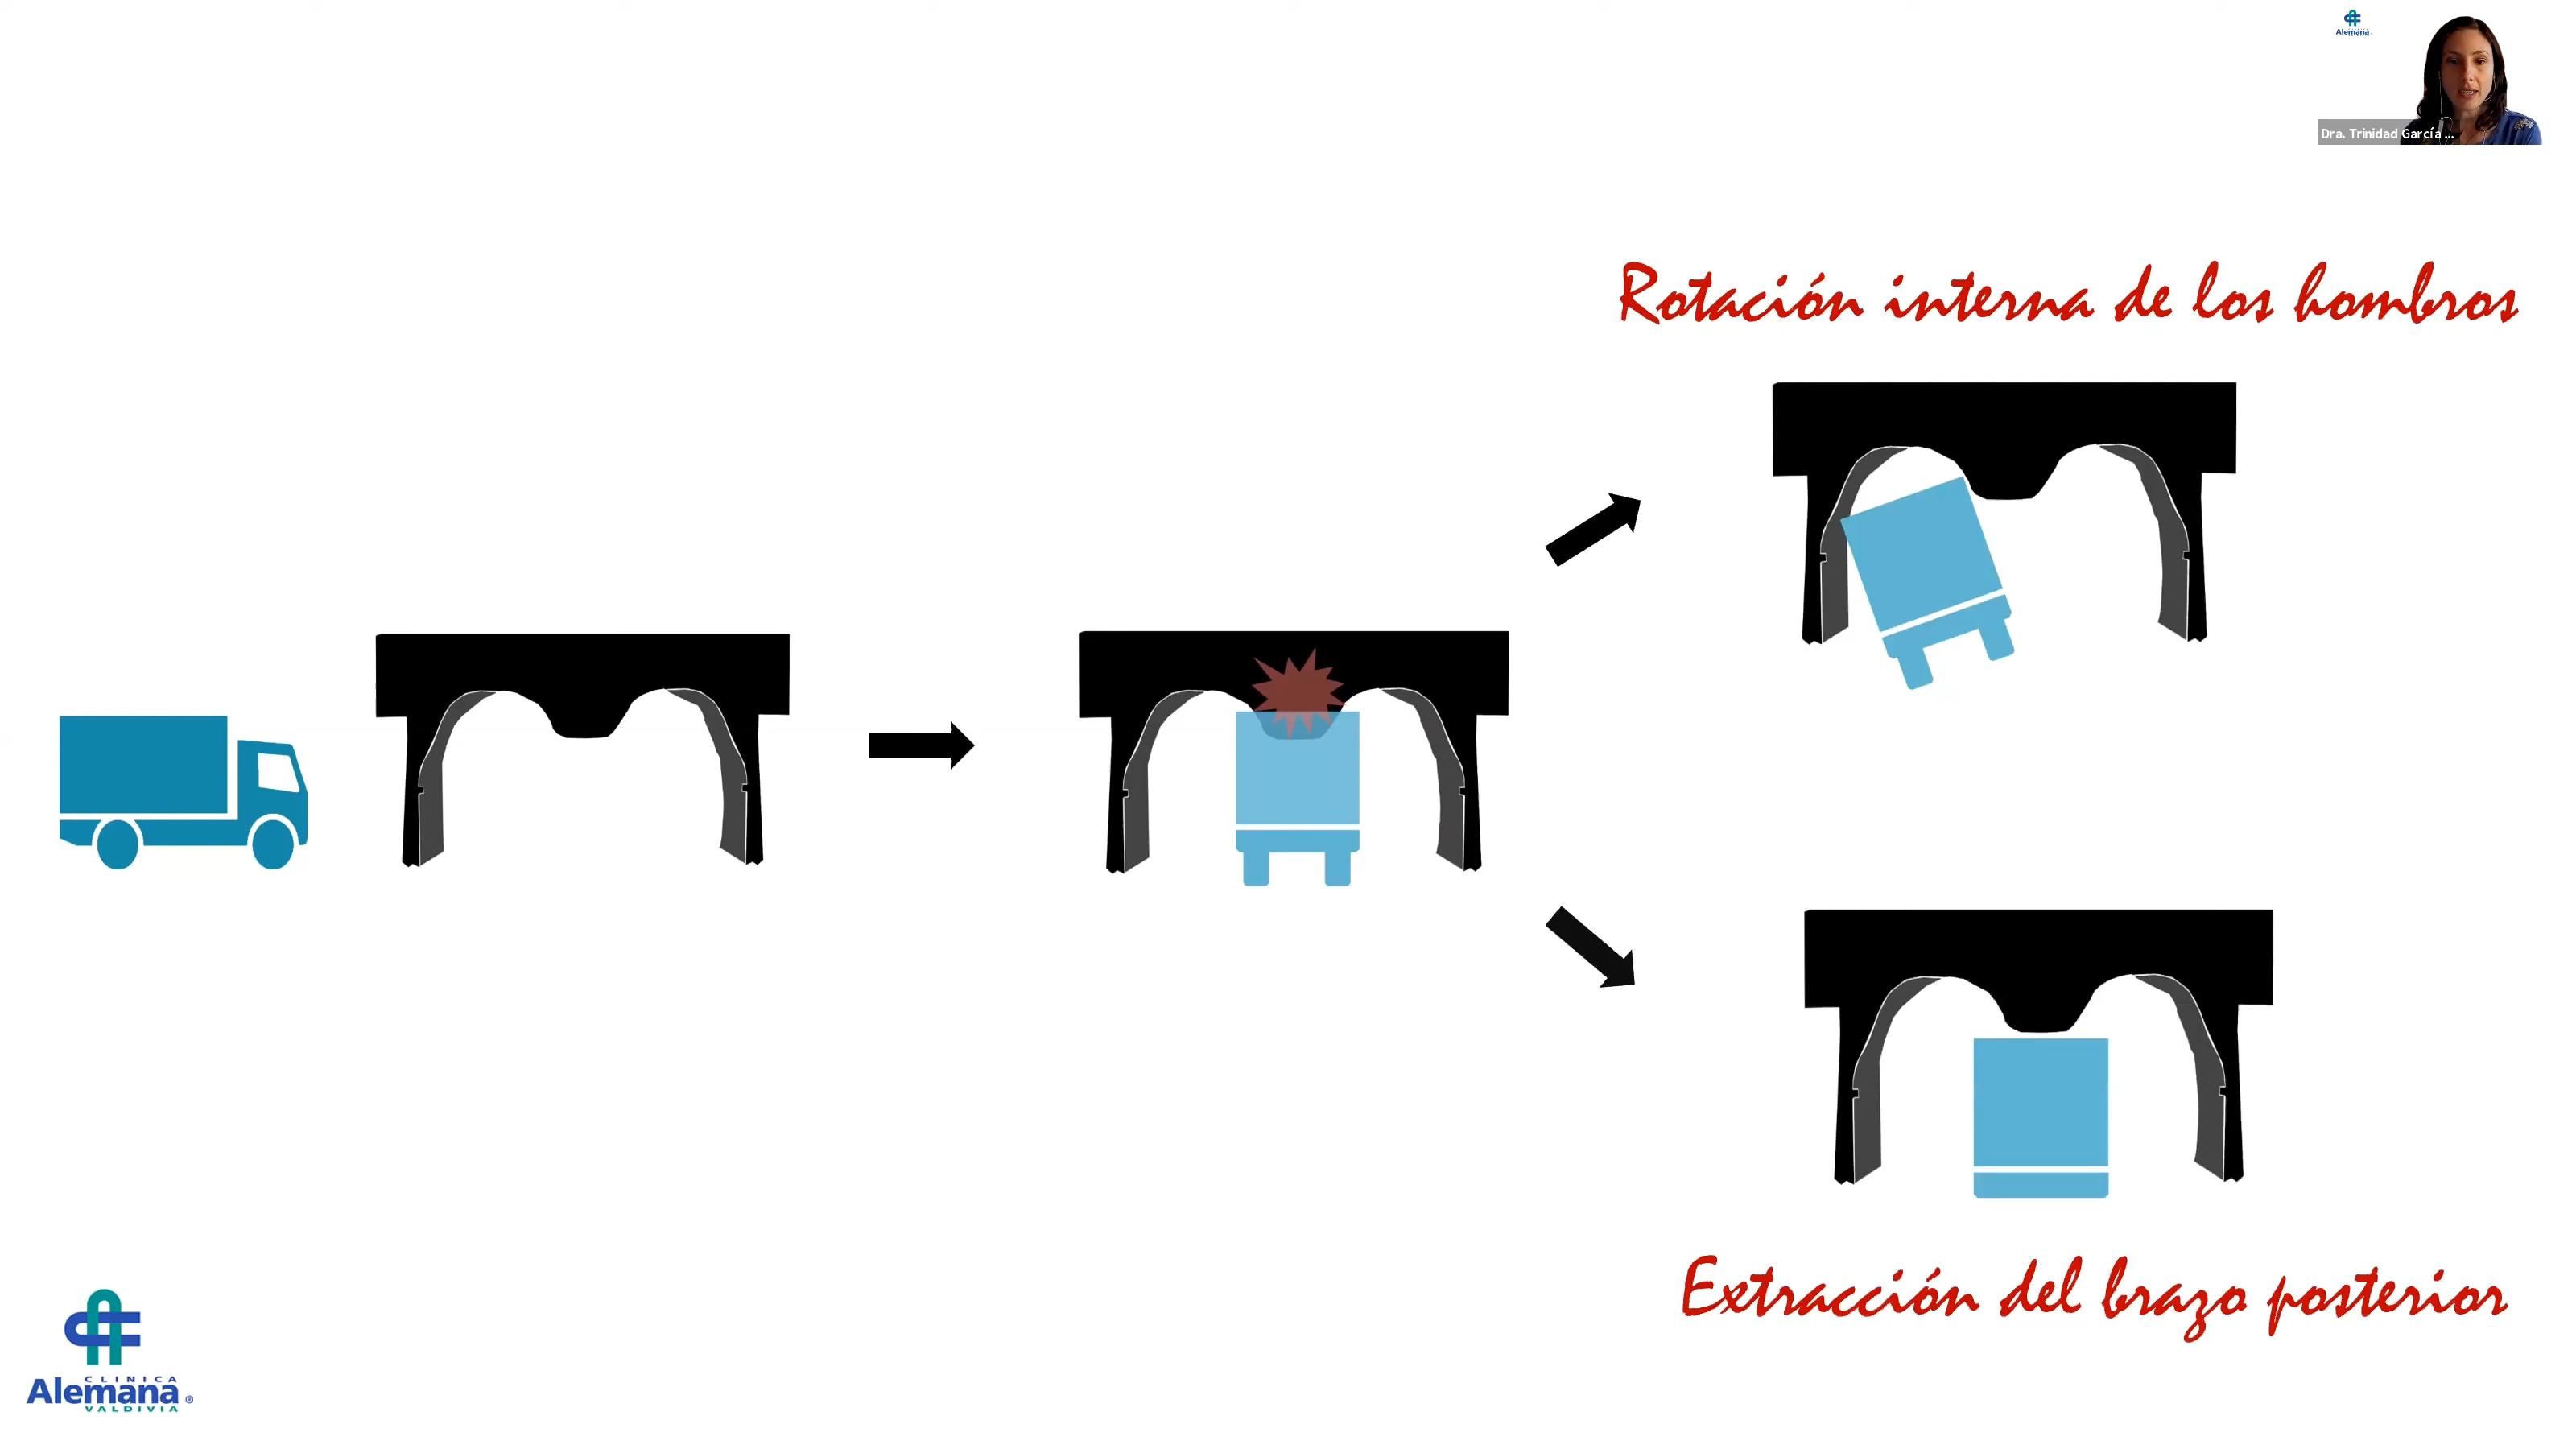 Alemana
Dra. Trinidad García ...
Rotación interna de los hombros
Extracción del brazo posterior
CLINICA
Alemana ®
VALDIVIA